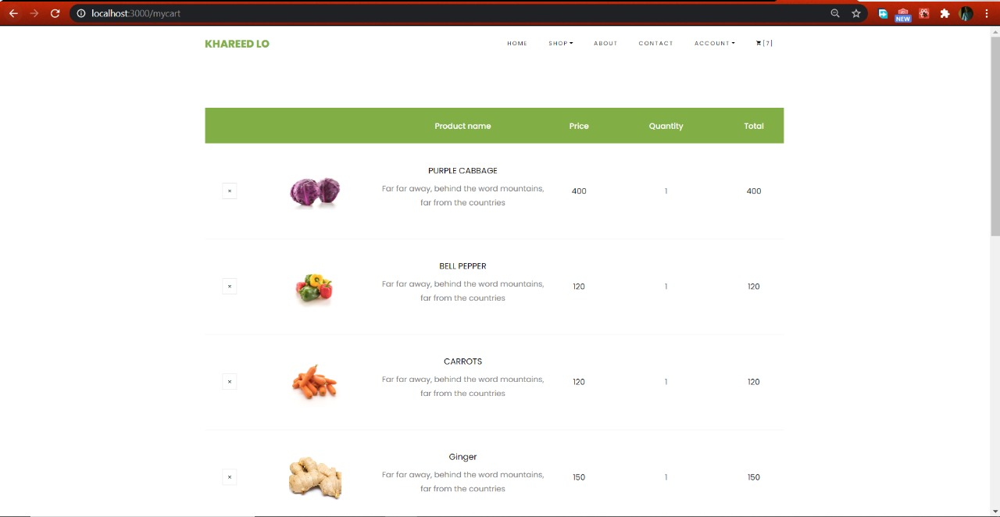 localhost:3000/mycart
NEW
KHAREED LO
HOME
SHOP
ABOUT
CONTACT
ACCOUNT
[7]
Product name
Price
Quantity
Total
×
PURPLE CABBAGE
Far far away, behind the word mountains,
far from the countries
400
1
400
×
BELL PEPPER
Far far away, behind the word mountains,
far from the countries
120
1
120
×
CARROTS
Far far away, behind the word mountains,
far from the countries
120
1
120
×
Ginger
Far far away, behind the word mountains,
far from the countries
150
1
150